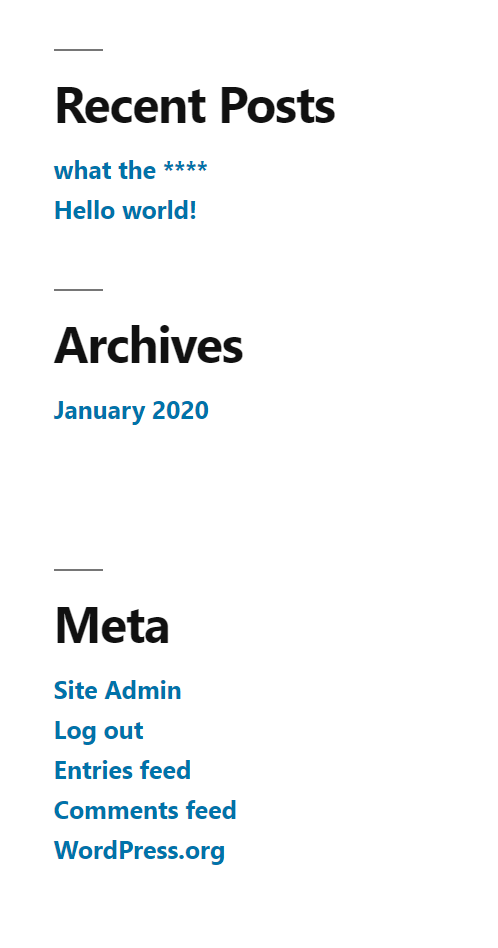 Recent Posts
what the ****
Hello world!
Archives
January 2020
Meta
Site Admin
Log out
Entries feed
Comments feed
WordPress.org